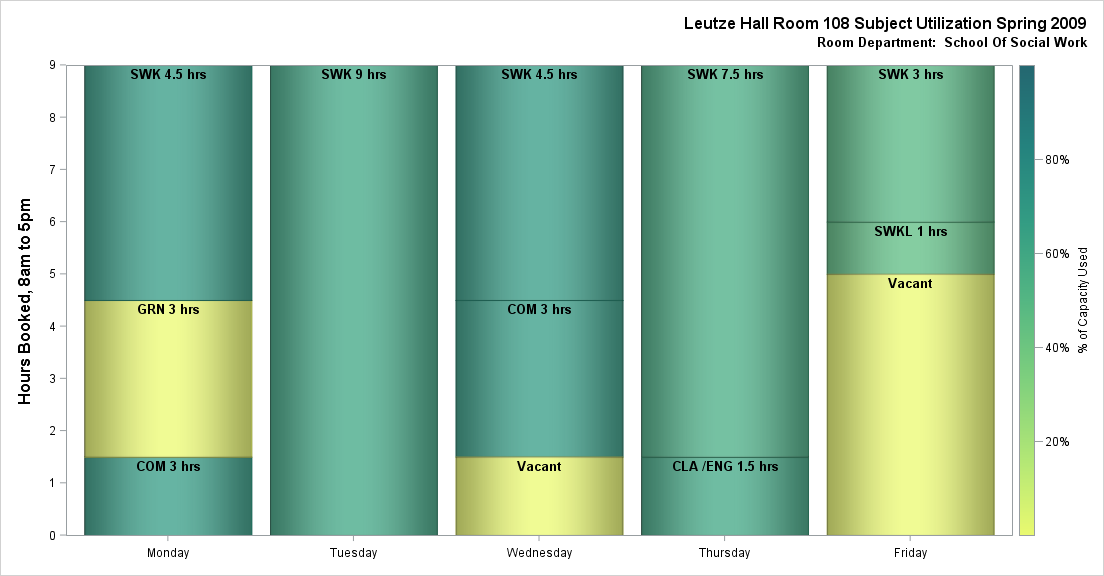 Leutze Hall Room 108 Subject Utilization Spring 2009
Room Department:  School Of Social Work
Hours Booked, 8am to 5pm
9
8
7
6
5
4
3
2
1
0
SWK 4.5 hrs
GRN 3 hrs
COM 3 hrs
SWK 9 hrs
SWK 4.5 hrs
COM 3 hrs
Vacant
SWK 7.5 hrs
CLA /ENG 1.5 hrs
SWK 3 hrs
SWKL 1 hrs
Vacant
Monday
Tuesday
Wednesday
Thursday
Friday
80%
60%
40%
20%
% of Capacity Used